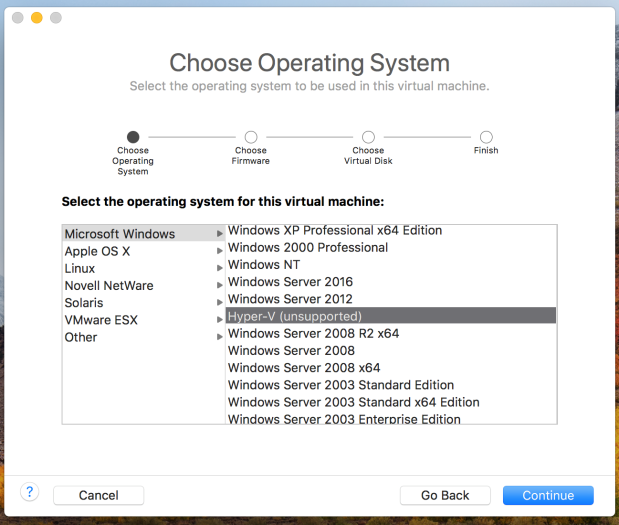 Choose Operating System
Select the operating system to be used in this virtual machine.
Choose
Operating
System
Choose
Firmware
Choose
Virtual Disk
Finish
Select the operating system for this virtual machine:
Microsoft Windows
Apple OS X
Linux
Novell NetWare
Solaris
VMware ESX
Other
Windows XP Professional x64 Edition
Windows 2000 Professional
Windows NT
Windows Server 2016
Windows Server 2012
Hyper-V (unsupported)
Windows Server 2008 R2 x64
Windows Server 2008
Windows Server 2008 x64
Windows Server 2003 Standard Edition
Windows Server 2003 Standard x64 Edition
Windows Server 2003 Enterprise Edition
?
Cancel
Go Back
Continue